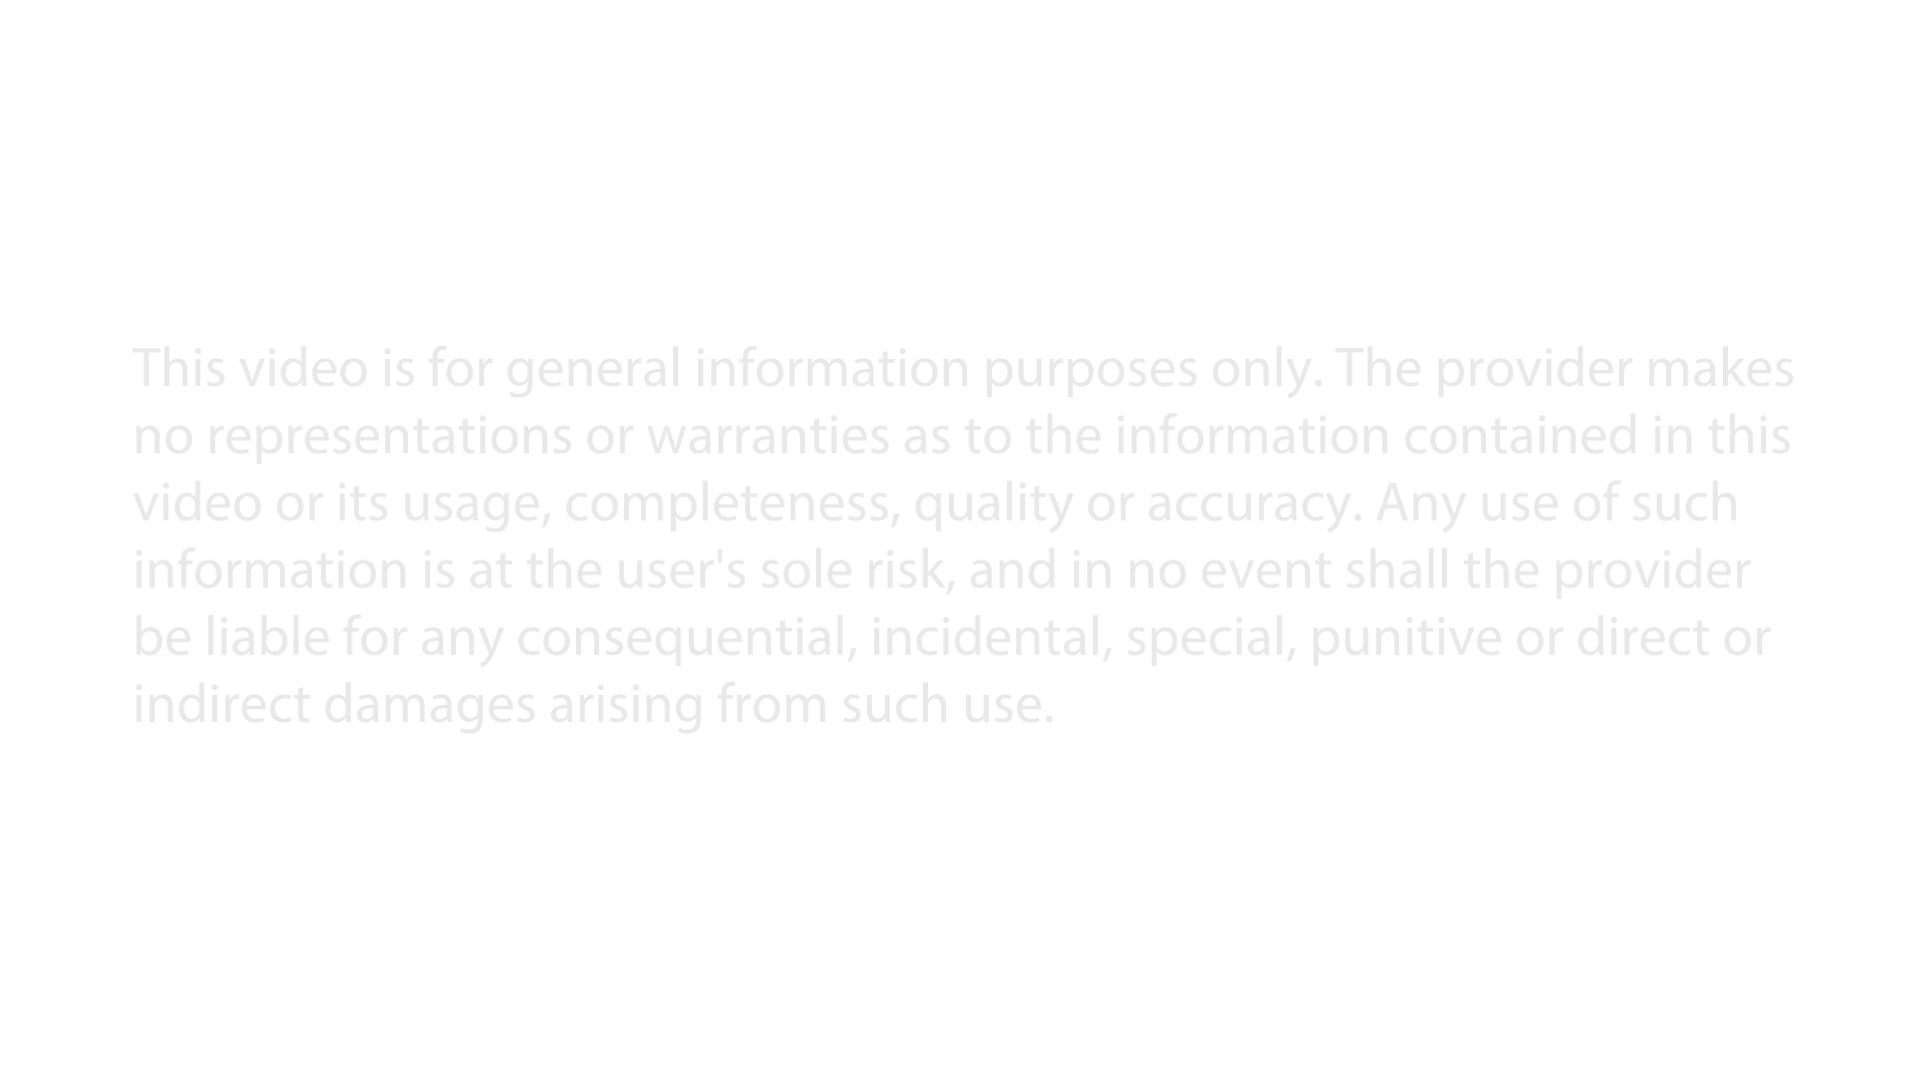 This video is for general information purposes only. The provider makes
no representations or warranties as to the information contained in this
video or its usage, completeness, quality or accuracy. Any use of such
information is at the user's sole risk, and in no event shall the provider
be liable for any consequential, incidental, special, punitive or direct or
indirect damages arising from such use.